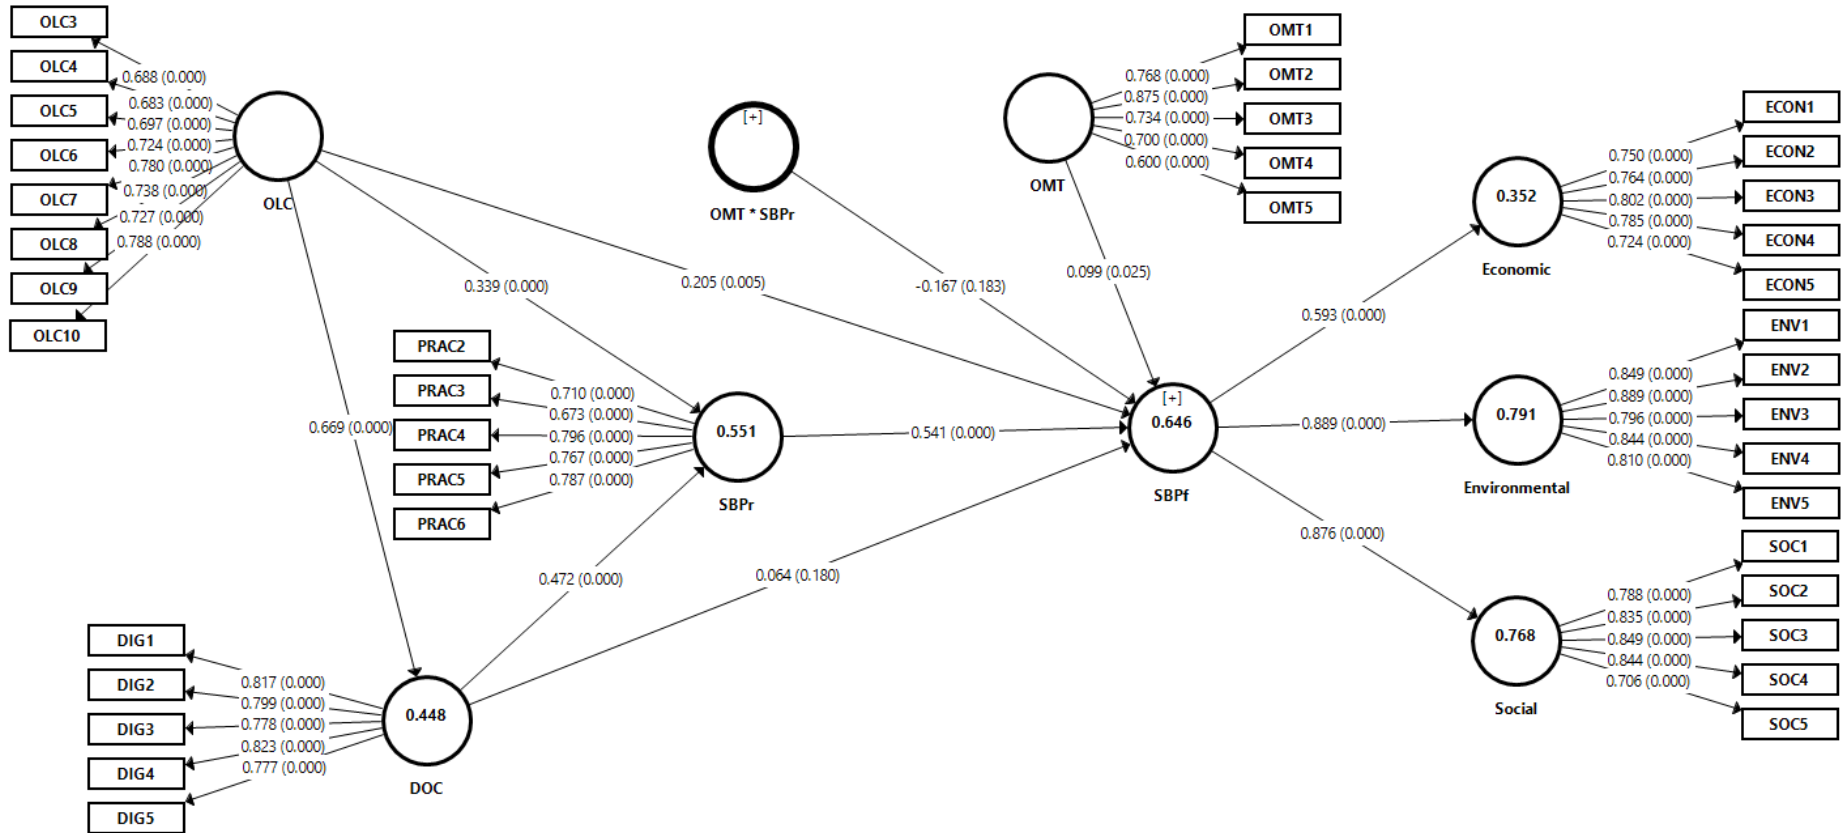 OLC3
OLC4
OLC5
OLC6
OLC7
OLC8
OLC9
OLC10
0.688 (0.000)
0.683 (0.000)
0.697 (0.000)
0.724 (0.000)
0.780 (0.000)
0.738 (0.000)
0.727 (0.000)
0.788 (0.000)
OLC
[+]
OMT * SBPr
OMT
0.768 (0.000)
0.875 (0.000)
0.734 (0.000)
0.700 (0.000)
0.600 (0.000)
OMT1
OMT2
OMT3
OMT4
OMT5
0.339 (0.000)
0.205 (0.005)
-0.167 (0.183)
0.099 (0.025)
0.669 (0.000)
PRAC2
PRAC3
PRAC4
PRAC5
PRAC6
0.710 (0.000)
0.673 (0.000)
0.796 (0.000)
0.767 (0.000)
0.787 (0.000)
0.551
SBPr
0.541 (0.000)
[+]
0.646
SBPf
0.472 (0.000)
0.064 (0.180)
DIG1
DIG2
DIG3
DIG4
DIG5
0.817 (0.000)
0.799 (0.000)
0.778 (0.000)
0.823 (0.000)
0.777 (0.000)
0.448
DOC
0.593 (0.000)
0.889 (0.000)
0.876 (0.000)
0.352
Economic
0.750 (0.000)
0.764 (0.000)
0.802 (0.000)
0.785 (0.000)
0.724 (0.000)
ECON1
ECON2
ECON3
ECON4
ECON5
0.791
Environmental
0.849 (0.000)
0.889 (0.000)
0.796 (0.000)
0.844 (0.000)
0.810 (0.000)
ENV1
ENV2
ENV3
ENV4
ENV5
0.768
Social
0.788 (0.000)
0.835 (0.000)
0.849 (0.000)
0.844 (0.000)
0.706 (0.000)
SOC1
SOC2
SOC3
SOC4
SOC5